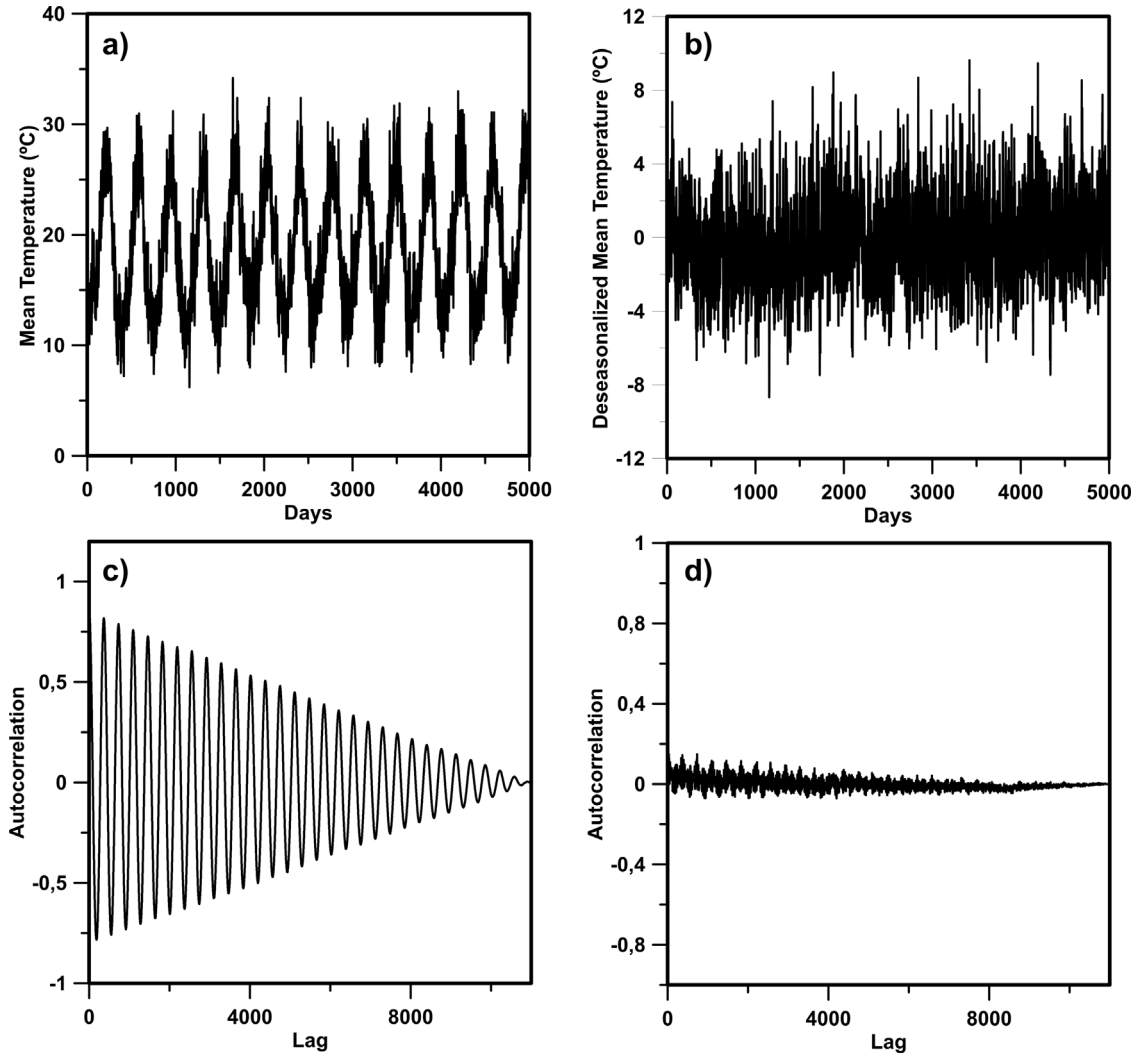 a)
Mean Temperature (ºC)
40
30
20
10
0
0 1000 2000 3000 4000 5000
Days
b)
Deseasonalized Mean Temperature (ºC)
12
8
4
0
-4
-8
-12
0 1000 2000 3000 4000 5000
Days
c)
Autocorrelation
1
0,5
0
-0,5
-1
0 4000 8000
Lag
d)
Autocorrelation
1
0,8
0,4
0
-0,4
-0,8
0 4000 8000
Lag